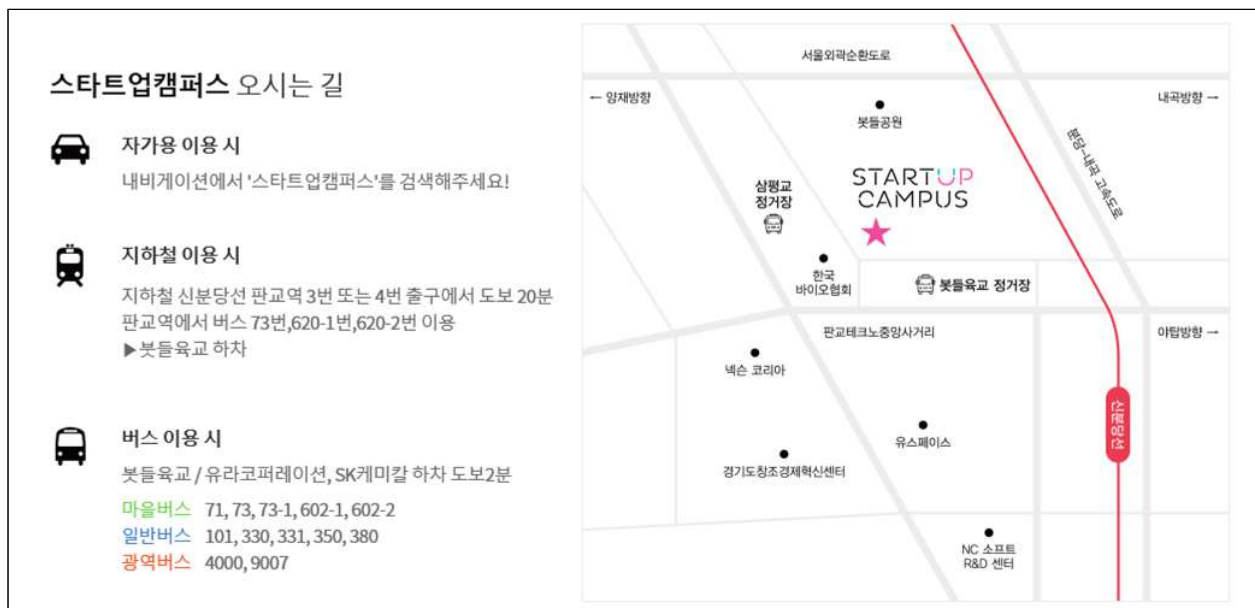 스타트업캠퍼스 오시는 길
자가용 이용 시
내비게이션에서 '스타트업캠퍼스'를 검색해주세요!
지하철 이용 시
지하철 신분당선 판교역 3번 또는 4번 출구에서 도보 20분
판교역에서 버스 73번,620-1번,620-2번 이용
▶붓들육교 하차
버스 이용 시
봇들육교 / 유라코퍼레이션, SK케미칼 하차 도보2분
마을버스 71, 73, 73-1, 602-1, 602-2
일반버스 101, 330, 331, 350, 380
광역버스 4000, 9007
서울외곽순환도로
← 양재방향
내곡방향 →
봇들공원
분당-내곡 고속도로
삼평교
정거장
STARTUP
CAMPUS
한국
바이오협회
봇들육교 정거장
판교테크노중앙사거리
야탑방향 →
넥슨 코리아
신분당선
유스페이스
경기도창조경제혁신센터
NC 소프트
R&D 센터